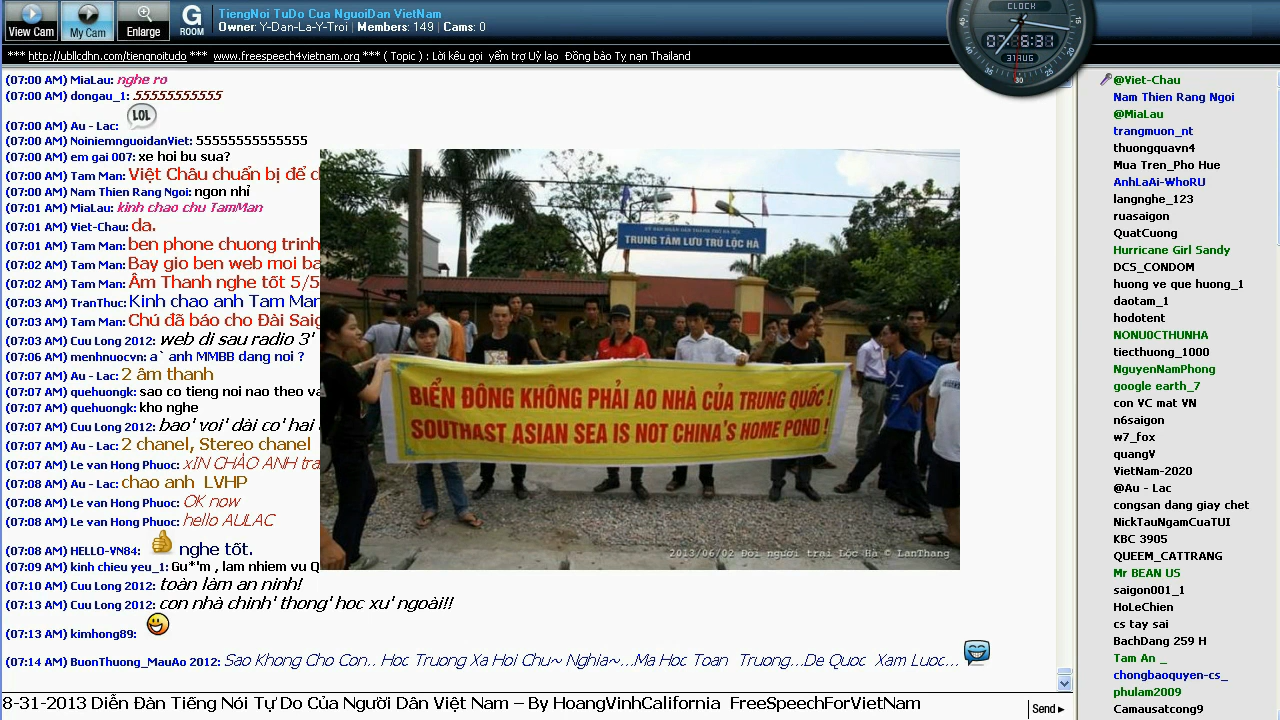 View Cam
My Cam
Enlarge
G
ROOM
TiengNoi TuDo Cua NguoiDan VietNam
Owner: Y-Dan-La-Y-Troi | Members: 149 | Cams: 0
CLOCK
31AUG
*** http://ubllcdhn.com/tiengnoitudo *** www.freespeech4vietnam.org *** ( Topic ) : Lời kêu gọi yểm trợ Uỷ lạo Đồng bào Tỵ nạn Thailand
(07:00 AM) MiaLau: nghe ro
(07:00 AM) dongau_1: 55555555555
(07:00 AM) Au - Lac: LOL
(07:00 AM) NoiniemnguoidanViet: 55555555555555
(07:00 AM) em gai 007: xe hoi bu sua?
(07:00 AM) Tam Man: Việt Châu chuẩn bị để
(07:00 AM) Nam Thien Rang Ngoi: ngon nhỉ
(07:01 AM) MiaLau: kinh chao chu TamMan
(07:01 AM) Viet-Chau: da.
(07:01 AM) Tam Man: ben phone chuong trinh
(07:02 AM) Tam Man: Bay gio ben web moi ba
(07:02 AM) Tam Man: Âm Thanh nghe tốt 5/5
(07:03 AM) TranThuc: Kinh chao anh Tam Man
(07:03 AM) Tam Man: Chú đã báo cho Đài Saig
(07:03 AM) Cuu Long 2012: web di sau radio 3'
(07:06 AM) menhnuocvn: a` anh MMBB dang noi ?
(07:07 AM) Au - Lac: 2 âm thanh
(07:07 AM) quehuongk: sao co tieng noi nao theo va
(07:07 AM) quehuongk: kho nghe
(07:07 AM) Cuu Long 2012: bao' voi' dài co' hai
(07:07 AM) Au - Lac: 2 chanel, Stereo chanel
(07:07 AM) Le van Hong Phuoc: xIN CHÀO ANH tra
(07:08 AM) Au - Lac: chao anh LVHP
(07:08 AM) Le van Hong Phuoc: OK now
(07:08 AM) Le van Hong Phuoc: hello AULAC
(07:08 AM) HELLO-VN84: nghe tốt.
(07:09 AM) kinh chieu yeu_1: Gu*'m , lam nhiem vu Q
(07:10 AM) Cuu Long 2012: toàn làm an ninh!
(07:13 AM) Cuu Long 2012: con nhà chinh' thong' hoc xu' ngoài!!
(07:13 AM) kimhong89:
(07:14 AM) BuonThuong_MauAo 2012: Sao Khong Cho Con.. Hoc Truong Xa Hoi Chu~ Nghia~...Ma Hoc Toan Truong...De Quoc Xam Luoc...
ỦY BAN NHÂN DÂN THÀNH PHỐ HÀ NỘI
TRUNG TÂM LƯU TRÚ LỘC HÀ
BIỂN ĐÔNG KHÔNG PHẢI AO NHÀ CỦA TRUNG QUỐC !
SOUTHAST ASIAN SEA IS NOT CHINA'S HOME POND !
2013/06/02 Đòi người trại Lộc Hà © LanThang
@Viet-Chau
Nam Thien Rang Ngoi
@MiaLau
trangmuon_nt
thuongquavn4
Mua Tren_Pho Hue
AnhLaAi-WhoRU
langnghe_123
ruasaigon
QuatCuong
Hurricane Girl Sandy
DCS_CONDOM
huong ve que huong_1
daotam_1
hodotent
NONUOCTHUNHA
tiecthuong_1000
NguyenNamPhong
google earth_7
con VC mat VN
n6saigon
w7_fox
quangV
VietNam-2020
@Au - Lac
congsan dang giay chet
NickTauNgamCuaTUI
KBC 3905
QUEEM_CATTRANG
Mr BEAN US
saigon001_1
HoLeChien
cs tay sai
BachDang 259 H
Tam An _
chongbaoquyen-cs_
phulam2009
Camausatcong9
8-31-2013 Diễn Đàn Tiếng Nói Tự Do Của Người Dân Việt Nam – By HoangVinhCalifornia FreeSpeechForVietNam
Send